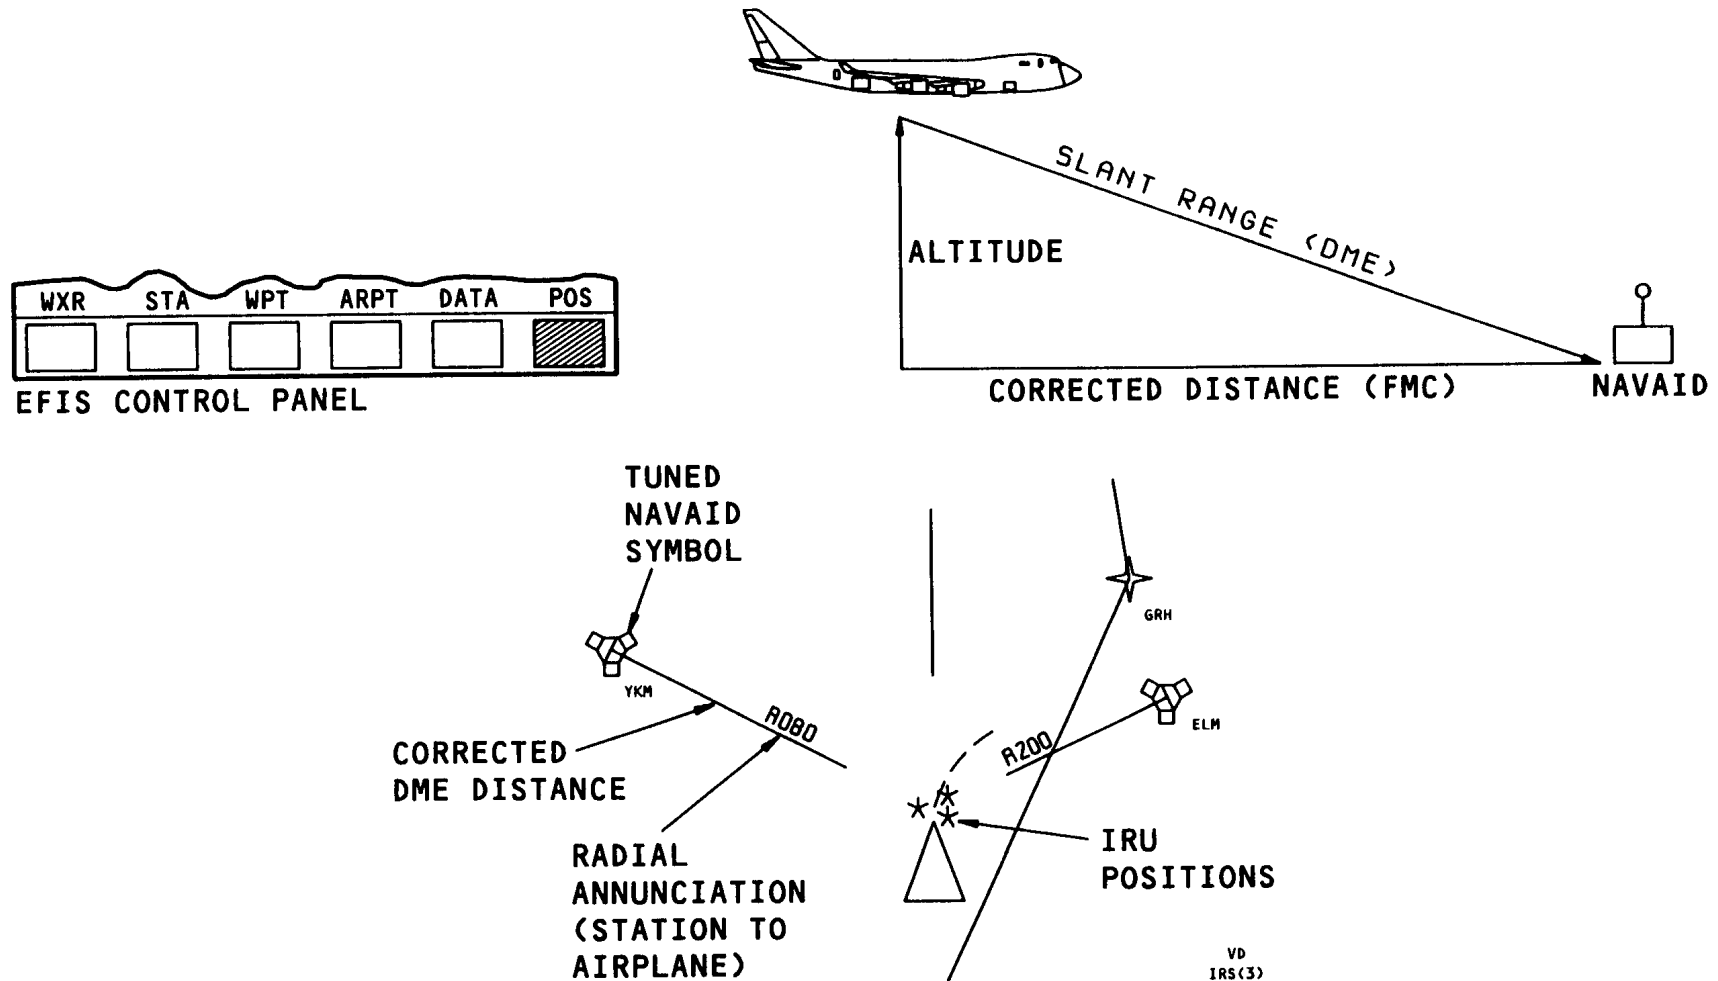 SLANT RANGE <DME>
ALTITUDE
WXR STA WPT ARPT DATA POS
EFIS CONTROL PANEL
CORRECTED DISTANCE (FMC)
NAVAID
TUNED
NAVAID
SYMBOL
GRH
YKM
R080
ELM
R200
CORRECTED
DME DISTANCE
IRU
POSITIONS
RADIAL
ANNUNCIATION
(STATION TO
AIRPLANE)
VD
IRS(3)